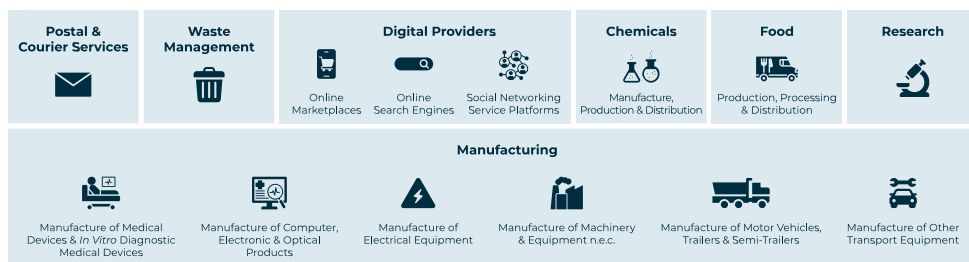 Postal &
Courier Services
Waste
Management
Digital Providers
Online
Marketplaces
Online
Search Engines
Social Networking
Service Platforms
Chemicals
Manufacture,
Production & Distribution
Food
Production, Processing
& Distribution
Research
Manufacturing
Manufacture of Medical
Devices & In Vitro Diagnostic
Medical Devices
Manufacture of Computer,
Electronic & Optical
Products
Manufacture of
Electrical Equipment
Manufacture of Machinery
& Equipment n.e.c.
Manufacture of Motor Vehicles,
Trailers & Semi-Trailers
Manufacture of Other
Transport Equipment